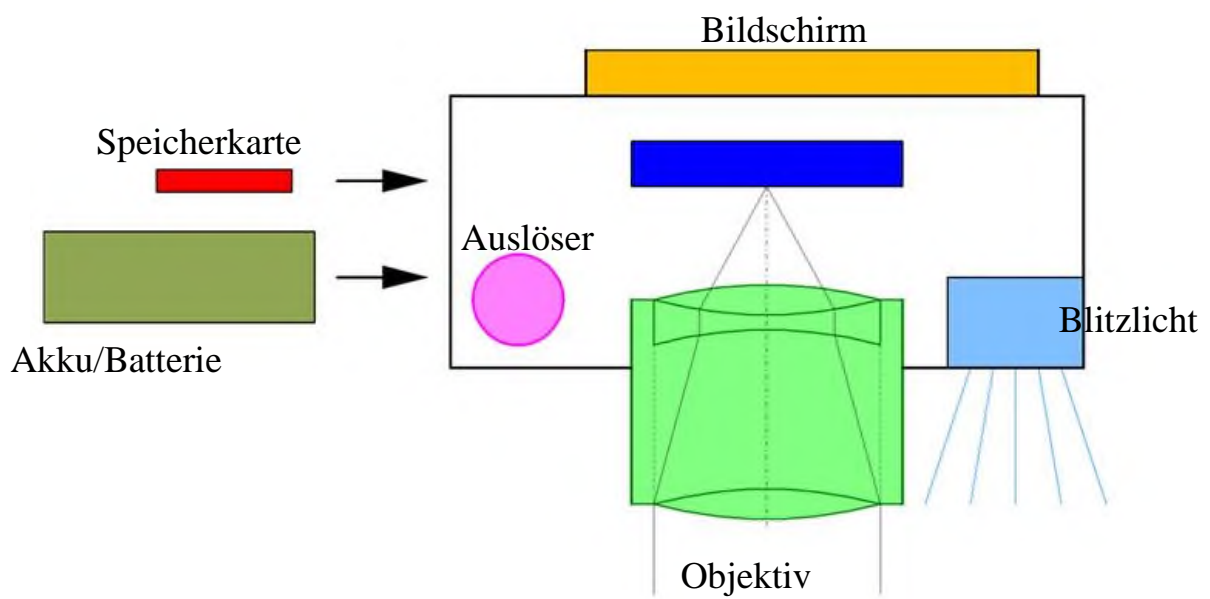 Bildschirm
Speicherkarte
Auslöser
Blitzlicht
Akku/Batterie
Objektiv